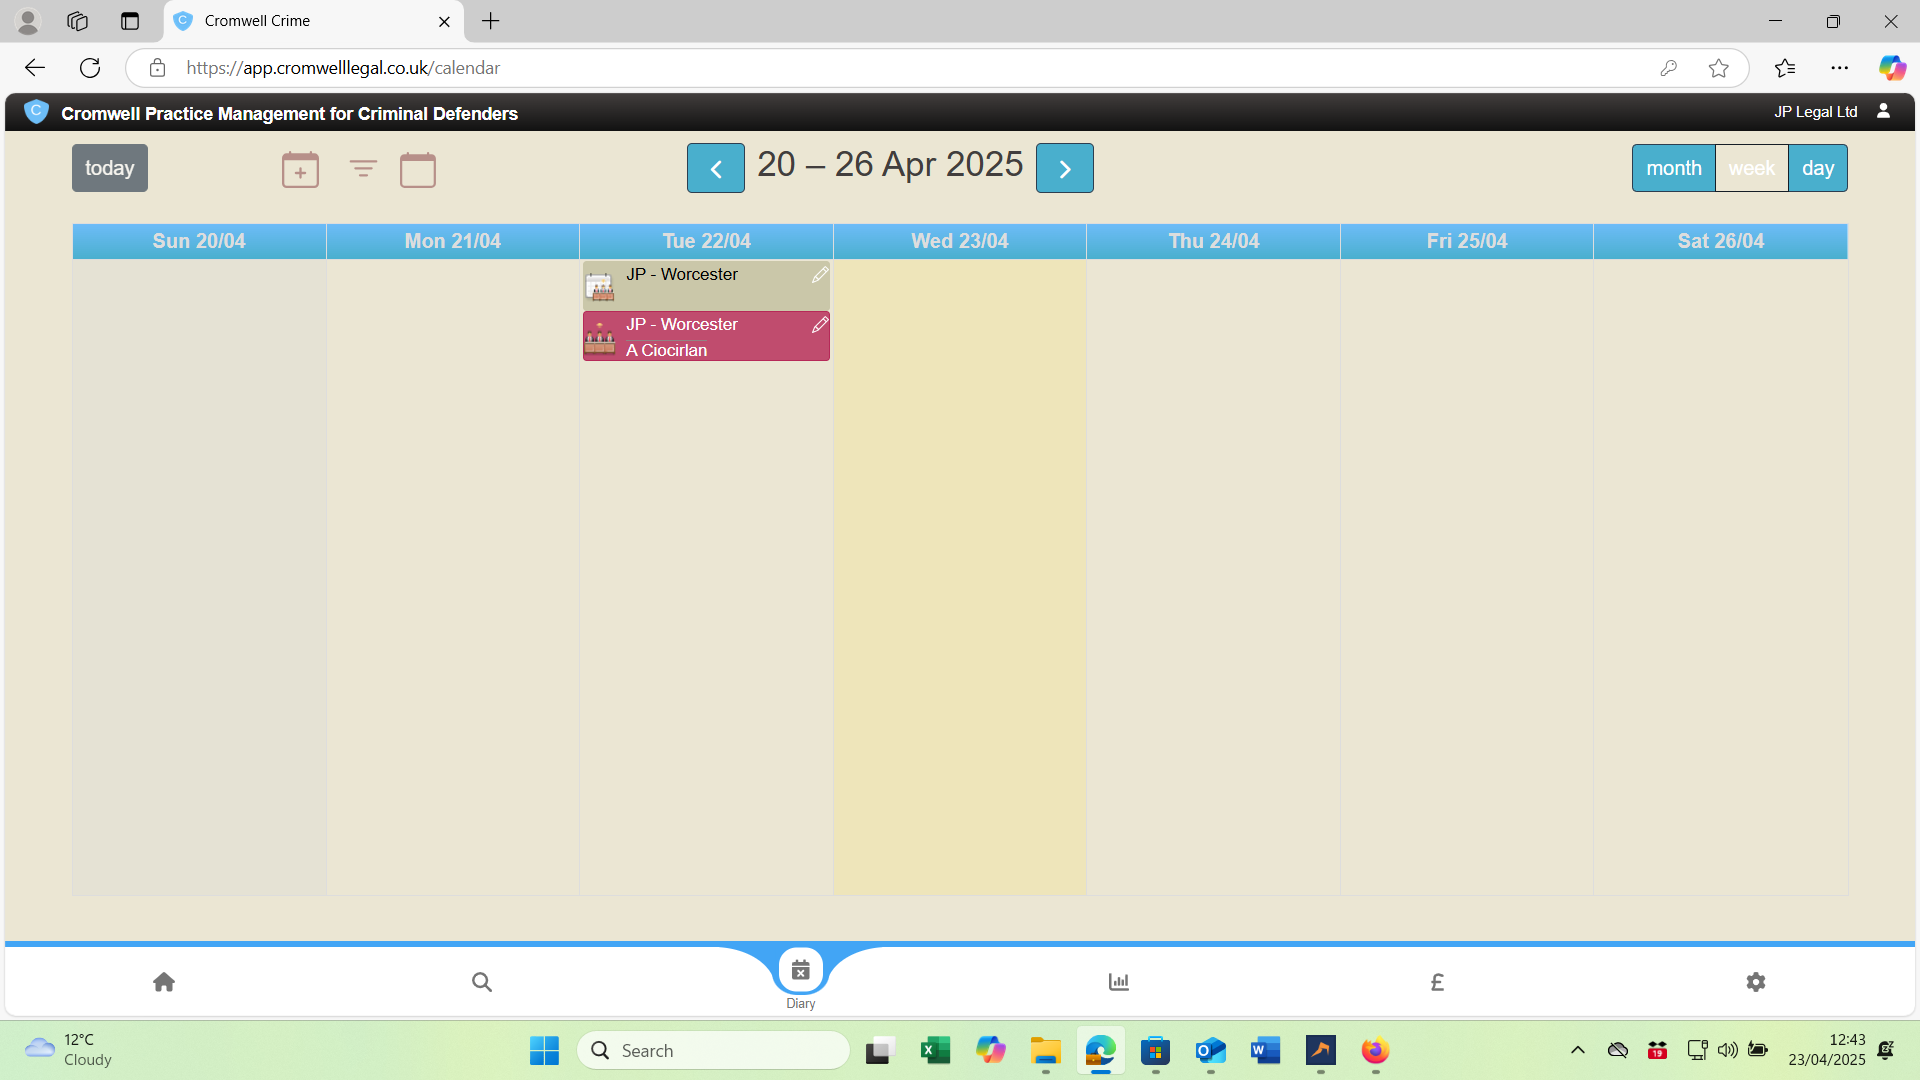 Cromwell Crime
https://app.cromwelllegal.co.uk/calendar
C Cromwell Practice Management for Criminal Defenders
JP Legal Ltd
today
20 – 26 Apr 2025
month week day
Sun 20/04 Mon 21/04 Tue 22/04 Wed 23/04 Thu 24/04 Fri 25/04 Sat 26/04
JP - Worcester
JP - Worcester
A Ciocirlan
£
Diary
12°C
Cloudy
Search
19
12:43
23/04/2025